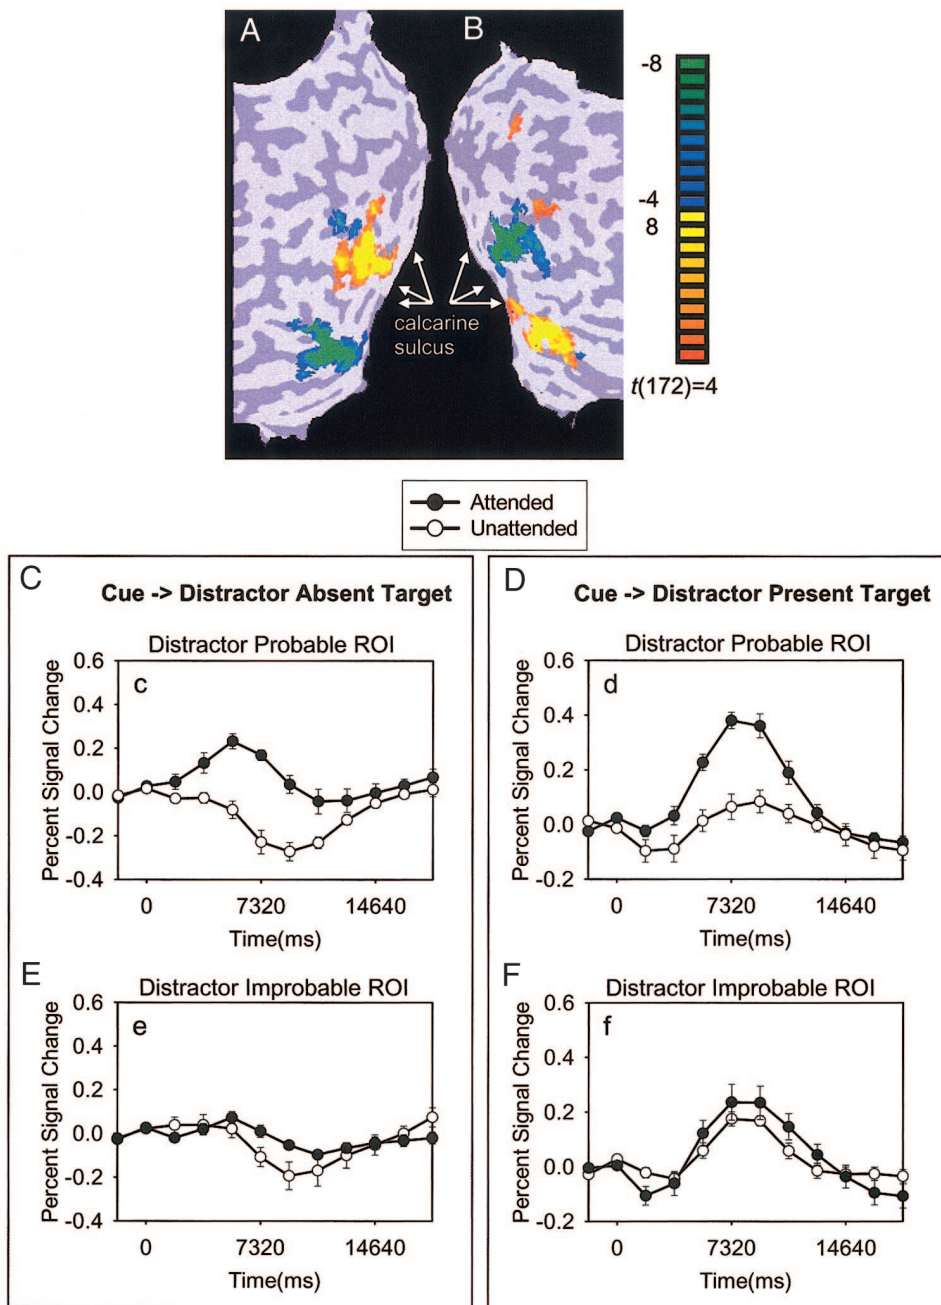 A
B
-8
-4
8
t(172)=4
calcarine
sulcus
Attended
Unattended
C
Cue -> Distractor Absent Target
Distractor Probable ROI
c
Percent Signal Change
0.6
0.4
0.2
0.0
-0.2
-0.4
0
7320
14640
Time(ms)
D
Cue -> Distractor Present Target
Distractor Probable ROI
d
Percent Signal Change
0.6
0.4
0.2
0.0
-0.2
0
7320
14640
Time(ms)
E
Distractor Improbable ROI
e
Percent Signal Change
0.6
0.4
0.2
0.0
-0.2
-0.4
0
7320
14640
Time(ms)
F
Distractor Improbable ROI
f
Percent Signal Change
0.6
0.4
0.2
0.0
-0.2
0
7320
14640
Time(ms)